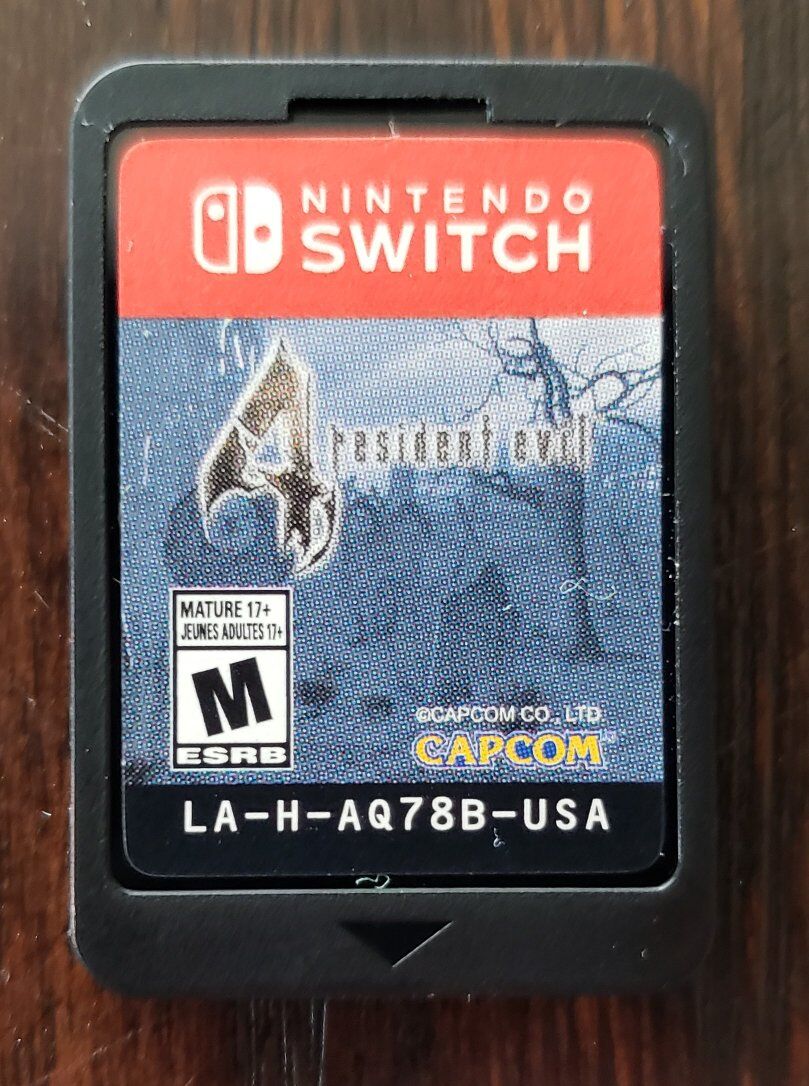 NINTENDO
SWITCH
4 resident evil
MATURE 17+
JEUNES ADULTES 17+
M
ESRB
©CAPCOM CO., LTD.
CAPCOM
LA-H-AQ78B-USA